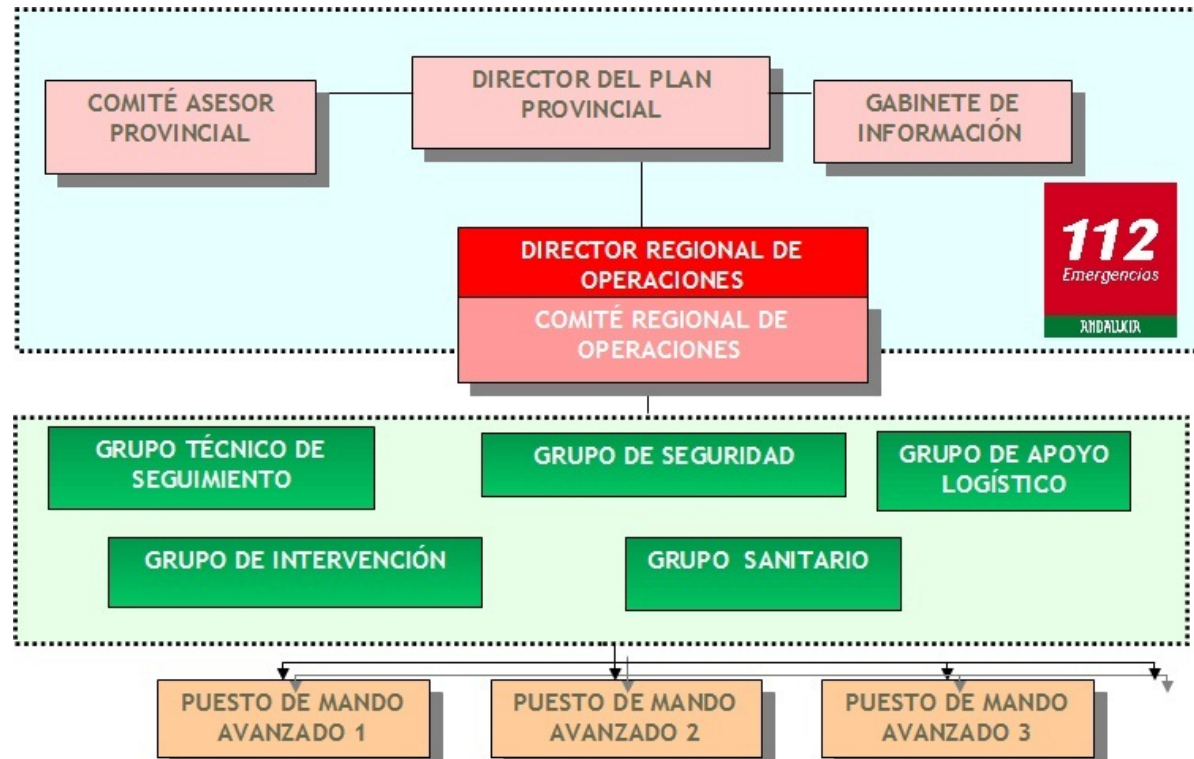 DIRECTOR DEL PLAN
PROVINCIAL
COMITÉ ASESOR
PROVINCIAL
GABINETE DE
INFORMACIÓN
DIRECTOR REGIONAL DE
OPERACIONES
COMITÉ REGIONAL DE
OPERACIONES
112
Emergencias
ANDALUCIA
GRUPO TÉCNICO DE
SEGUIMIENTO
GRUPO DE SEGURIDAD
GRUPO DE APOYO
LOGÍSTICO
GRUPO DE INTERVENCIÓN
GRUPO SANITARIO
PUESTO DE MANDO
AVANZADO 1
PUESTO DE MANDO
AVANZADO 2
PUESTO DE MANDO
AVANZADO 3